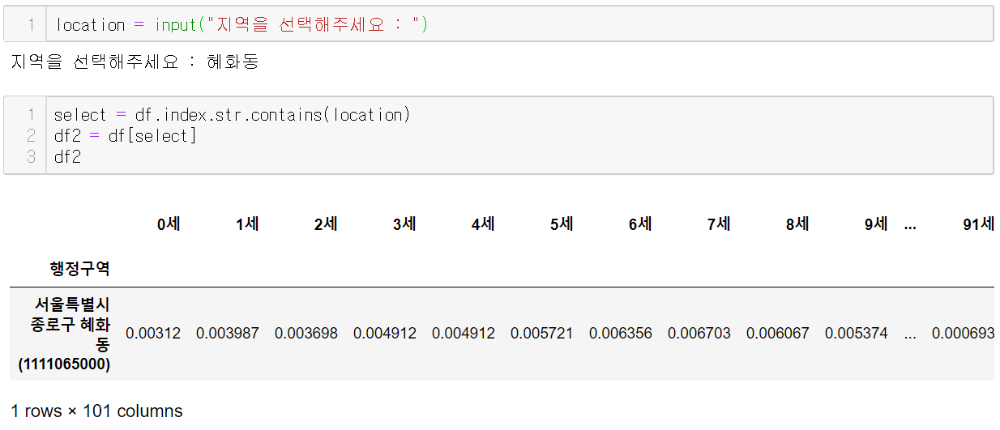 1 location = input("지역을 선택해주세요 : ")
지역을 선택해주세요 : 혜화동
1 select = df.index.str.contains(location)
2 df2 = df[select]
3 df2
0세 1세 2세 3세 4세 5세 6세 7세 8세 9세 ... 91세
행정구역
서울특별시
종로구 혜화
동
(1111065000)
0.00312 0.003987 0.003698 0.004912 0.004912 0.005721 0.006356 0.006703 0.006067 0.005374 ... 0.000693
1 rows × 101 columns